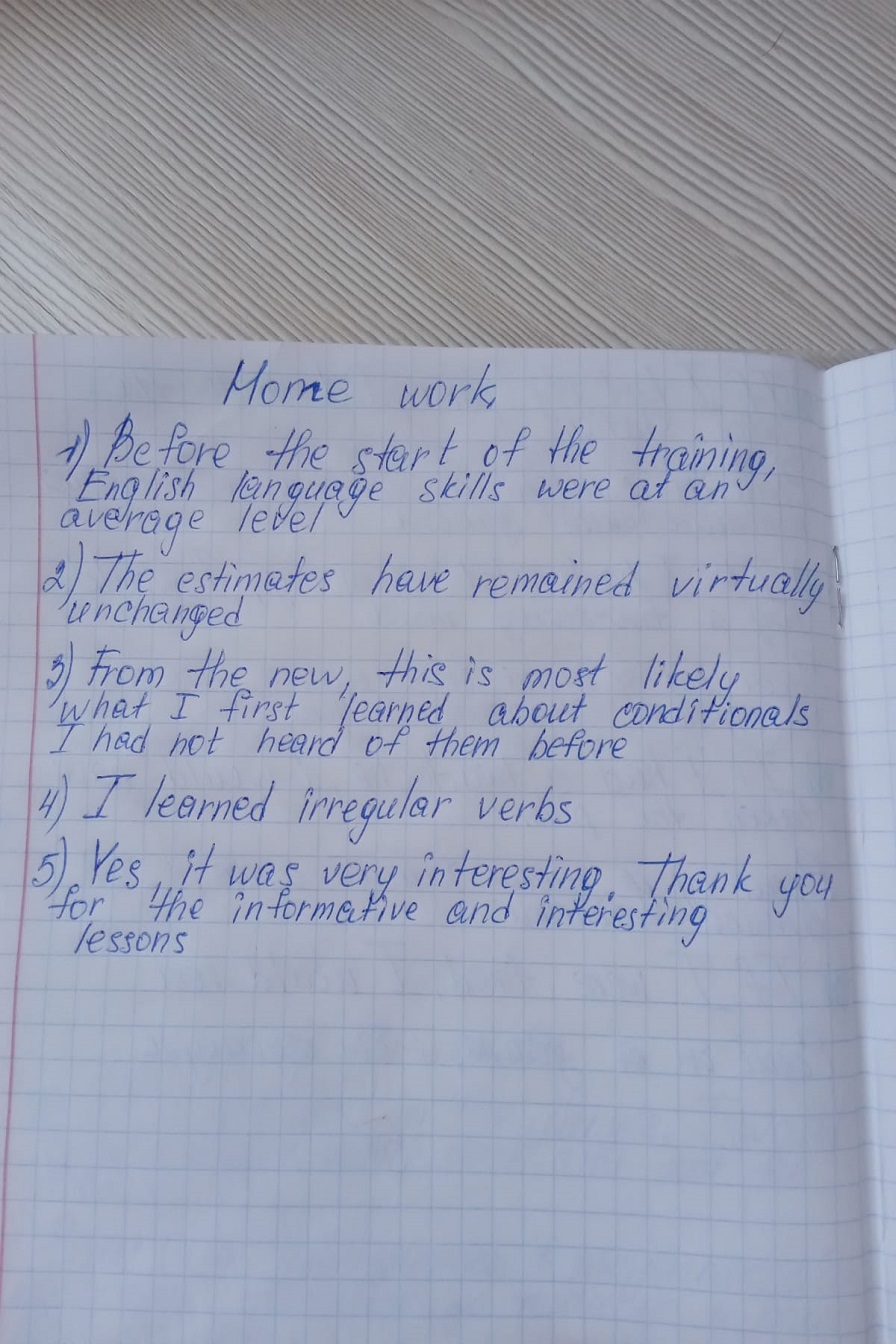 Home work
1) Before the start of the training,
English language skills were at an
average level
2) The estimates have remained virtually
unchanged
3) From the new, this is most likely
what I first learned about conditionals
I had not heard of them before
4) I learned irregular verbs
5) Yes, it was very interesting. Thank you
for the informative and interesting
lessons